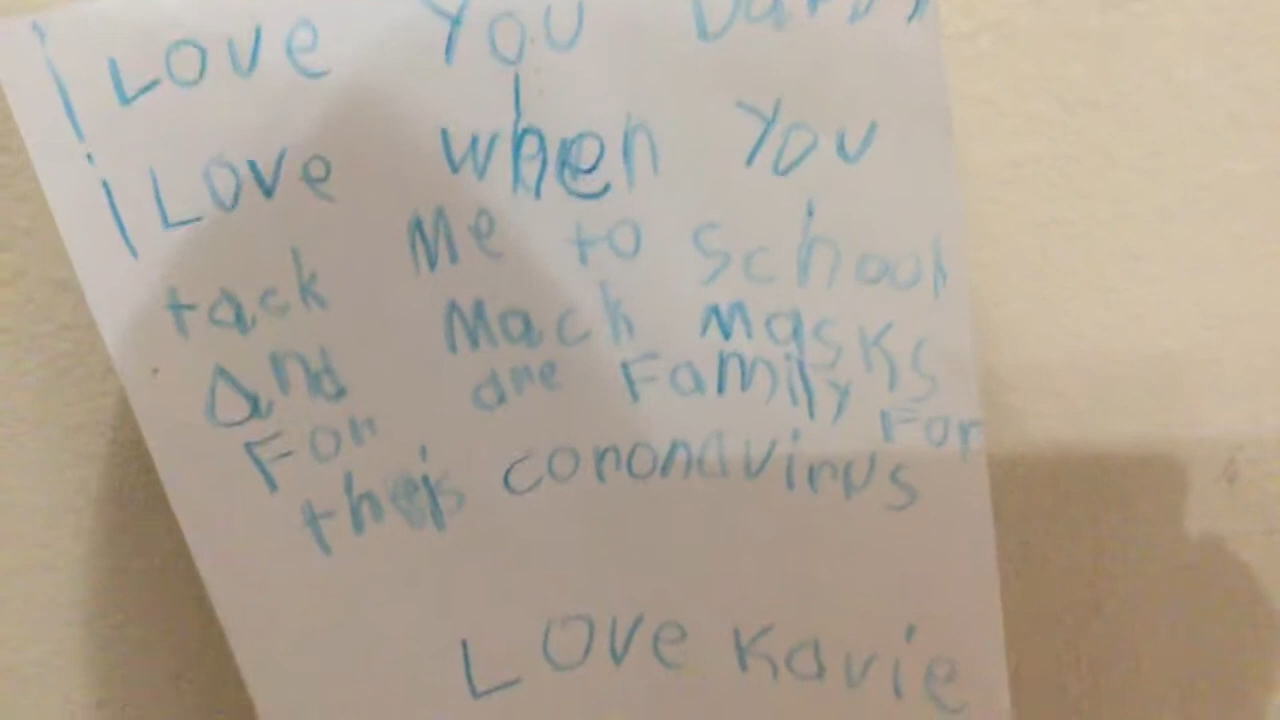 i Love You
i Love when You
tack Me to School
And Mack Masks
For are Family For
this coronavirus
Love Kavie